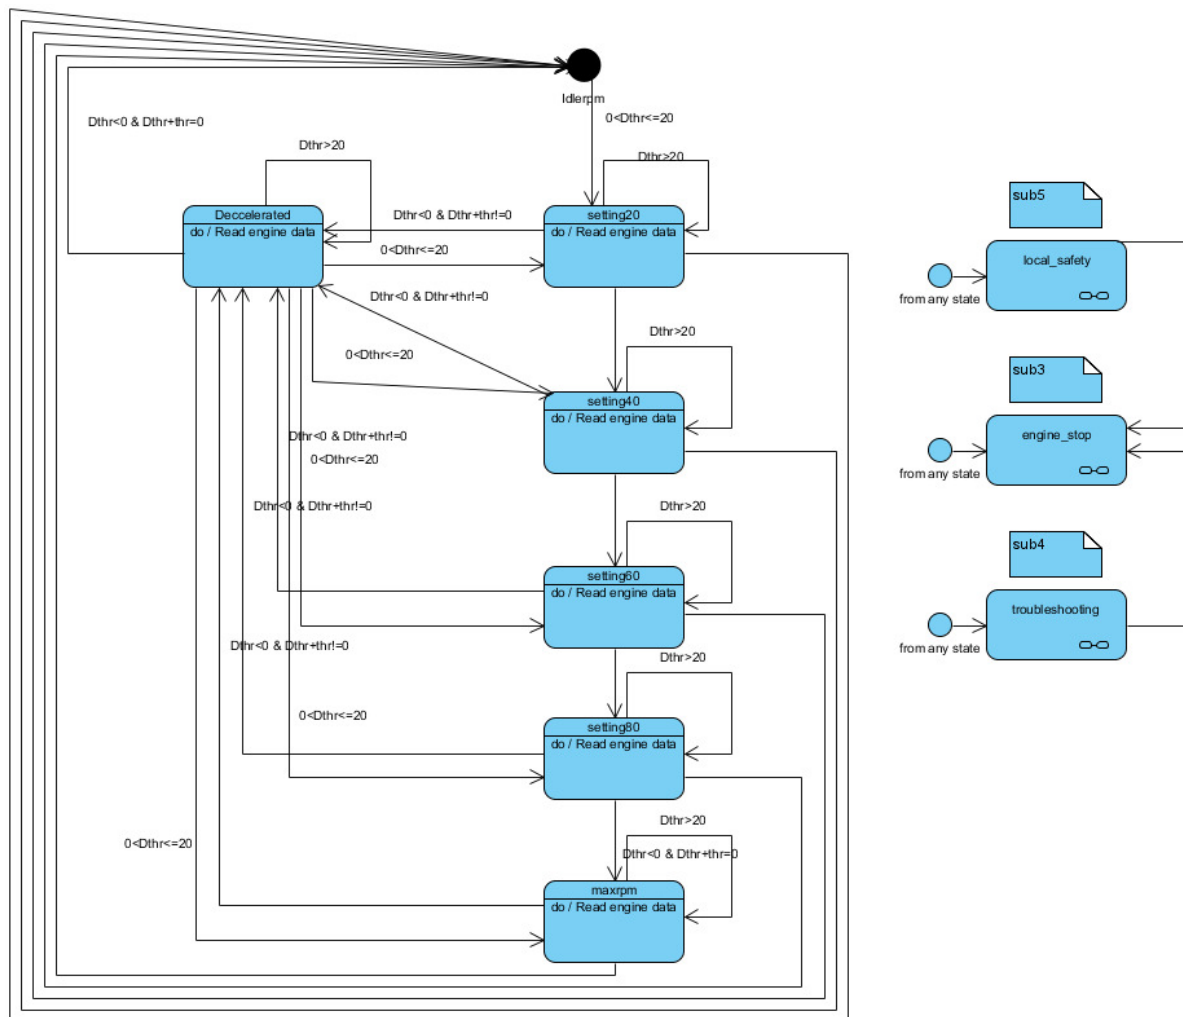 Idlerpm
0<Dthr<=20
Dthr<0 & Dthr+thr=0
Dthr>20
Dthr>20
Deccelerated
do / Read engine data
Dthr<0 & Dthr+thr!=0
0<Dthr<=20
setting20
do / Read engine data
sub5
local_safety
from any state
Dthr<0 & Dthr+thr!=0
0<Dthr<=20
Dthr>20
setting40
do / Read engine data
sub3
engine_stop
from any state
Dthr<0 & Dthr+thr!=0
0<Dthr<=20
Dthr<0 & Dthr+thr!=0
Dthr>20
setting60
do / Read engine data
sub4
troubleshooting
from any state
Dthr<0 & Dthr+thr!=0
Dthr>20
0<Dthr<=20
setting80
do / Read engine data
0<Dthr<=20
Dthr>20
Dthr<0 & Dthr+thr=0
maxrpm
do / Read engine data